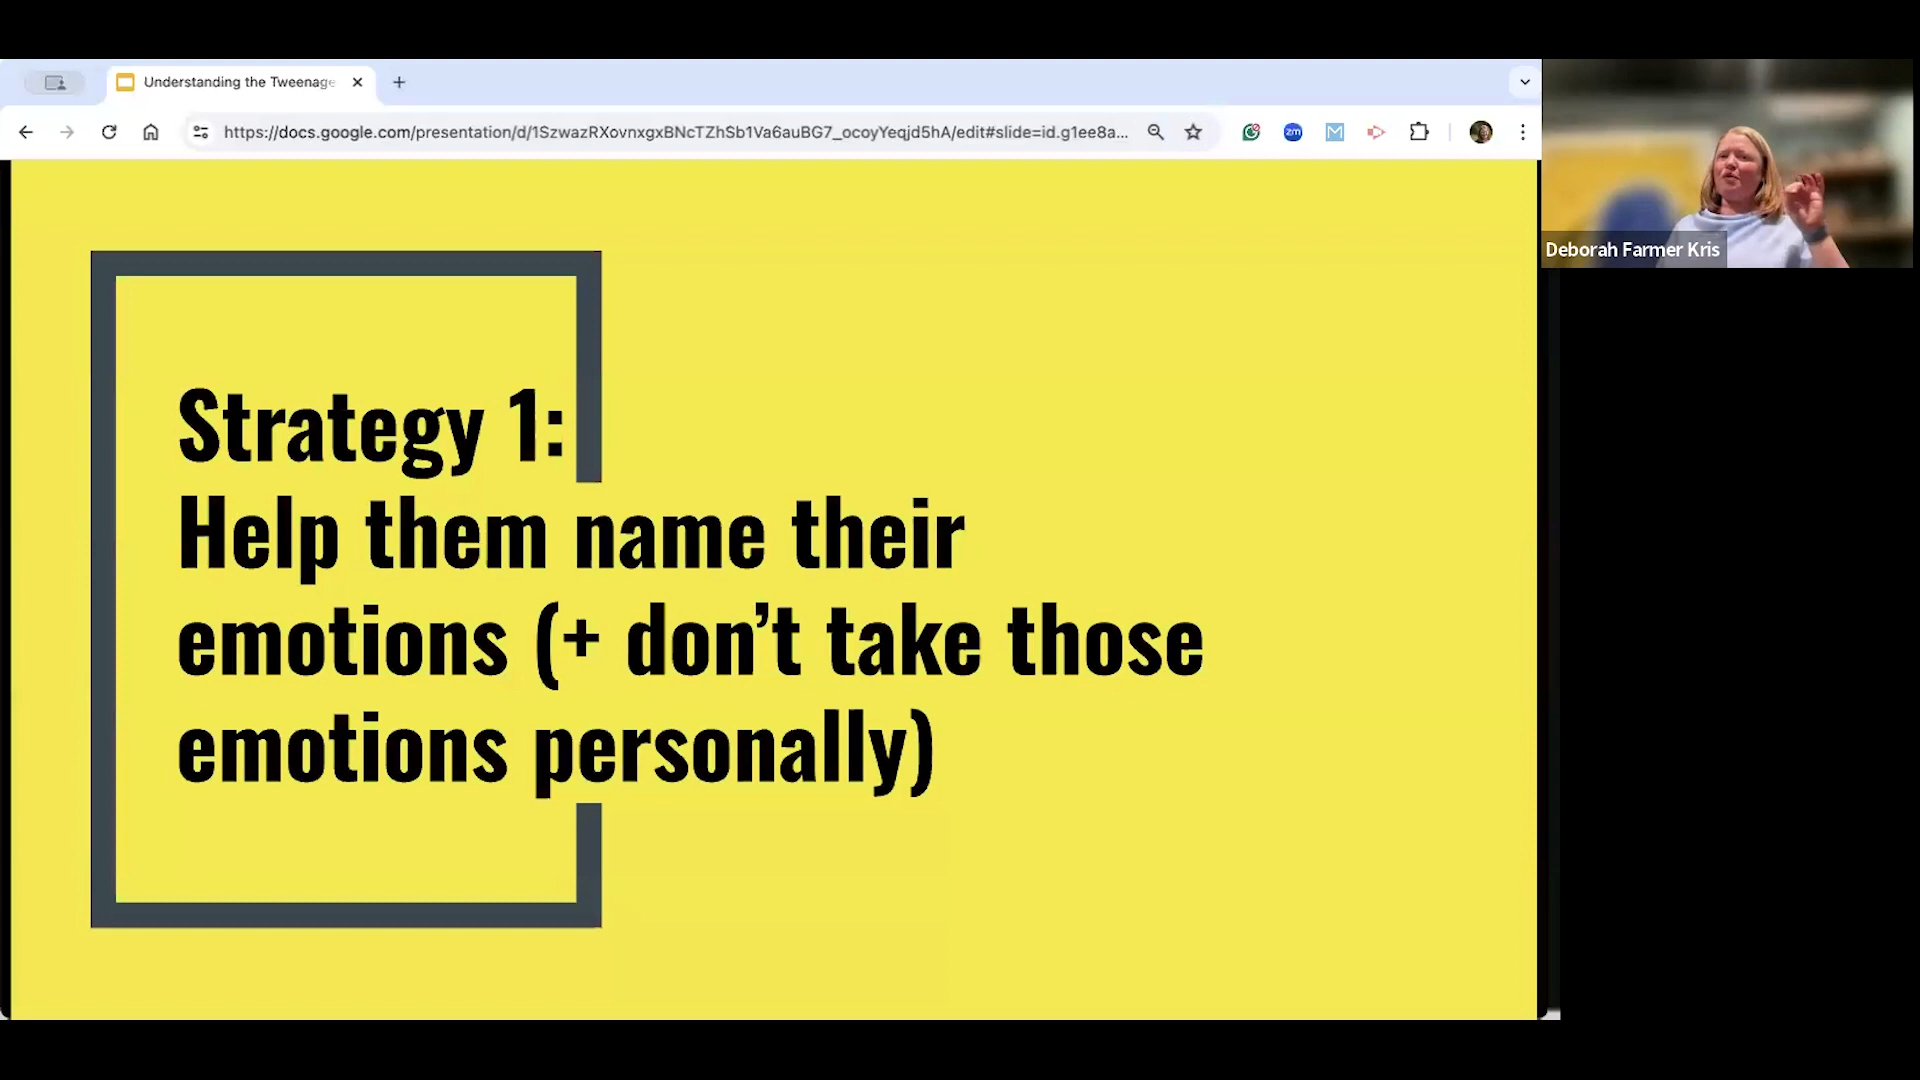 Understanding the Tweenage
https://docs.google.com/presentation/d/1SzwazRXovnxgxBNcTZhSb1Va6auBG7_ocoyYeqjd5hA/edit#slide=id.g1ee8a...
zm
M
Deborah Farmer Kris
Strategy 1:
Help them name their
emotions (+ don’t take those
emotions personally)